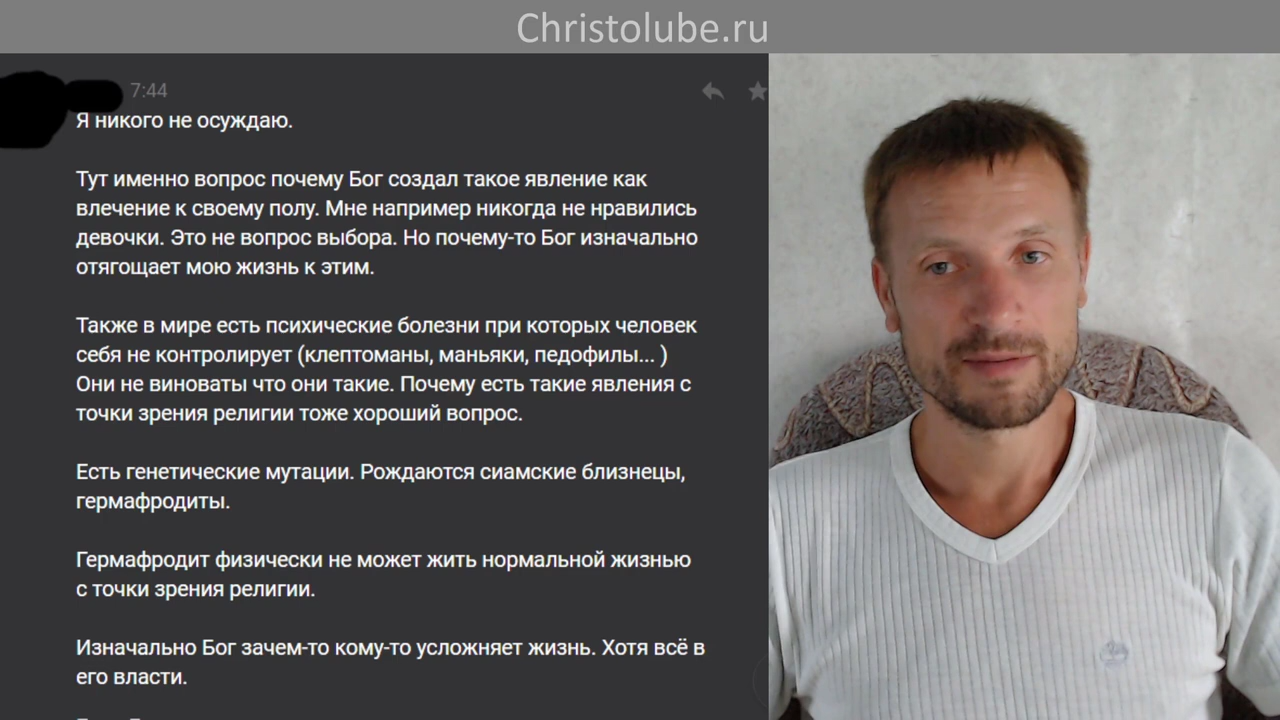 Christolube.ru
7:44
Я никого не осуждаю.
Тут именно вопрос почему Бог создал такое явление как
влечение к своему полу. Мне например никогда не нравились
девочки. Это не вопрос выбора. Но почему-то Бог изначально
отягощает мою жизнь к этим.
Также в мире есть психические болезни при которых человек
себя не контролирует (клептоманы, маньяки, педофилы... )
Они не виноваты что они такие. Почему есть такие явления с
точки зрения религии тоже хороший вопрос.
Есть генетические мутации. Рождаются сиамские близнецы,
гермафродиты.
Гермафродит физически не может жить нормальной жизнью
с точки зрения религии.
Изначально Бог зачем-то кому-то усложняет жизнь. Хотя всё в
его власти.